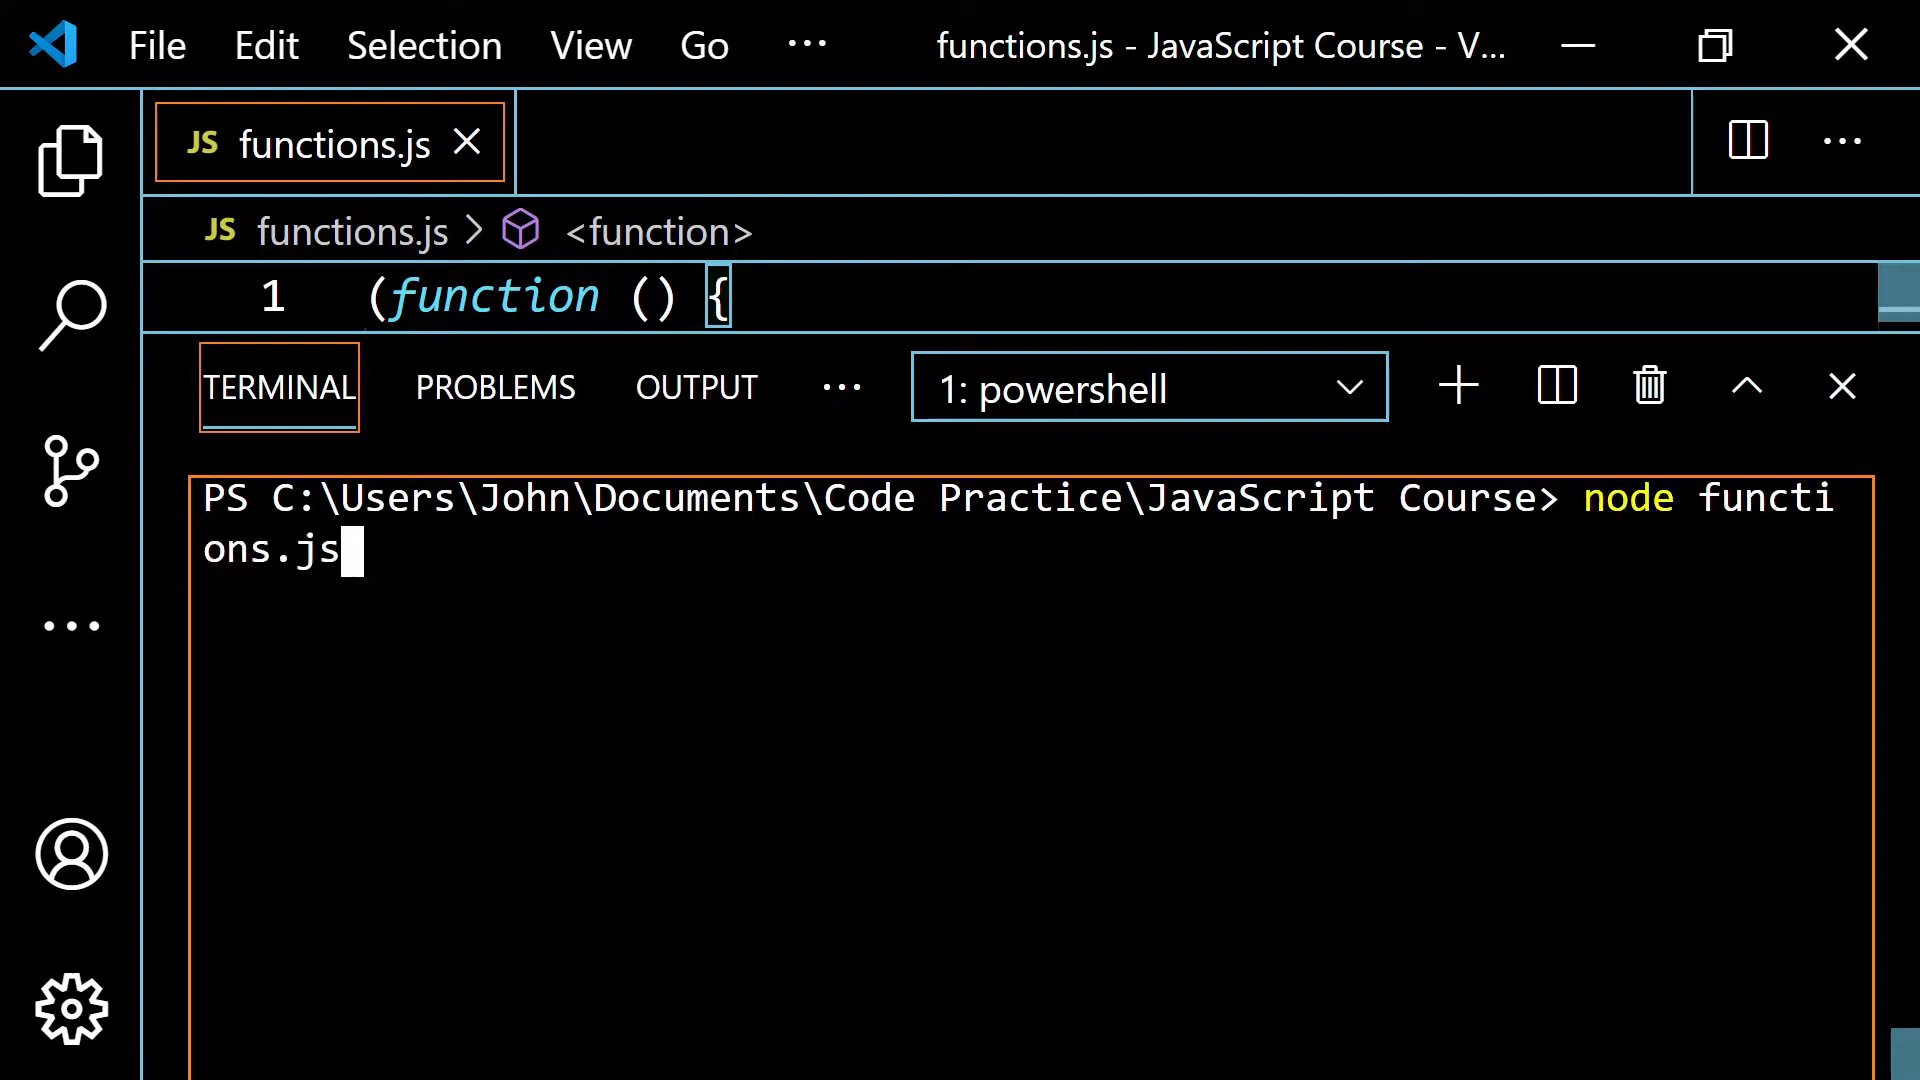 File Edit Selection View Go ··· functions.js - JavaScript Course - V...
JS functions.js
JS functions.js > <function>
1 (function () {
TERMINAL PROBLEMS OUTPUT ··· 1: powershell
PS C:\Users\John\Documents\Code Practice\JavaScript Course> node functi
ons.js